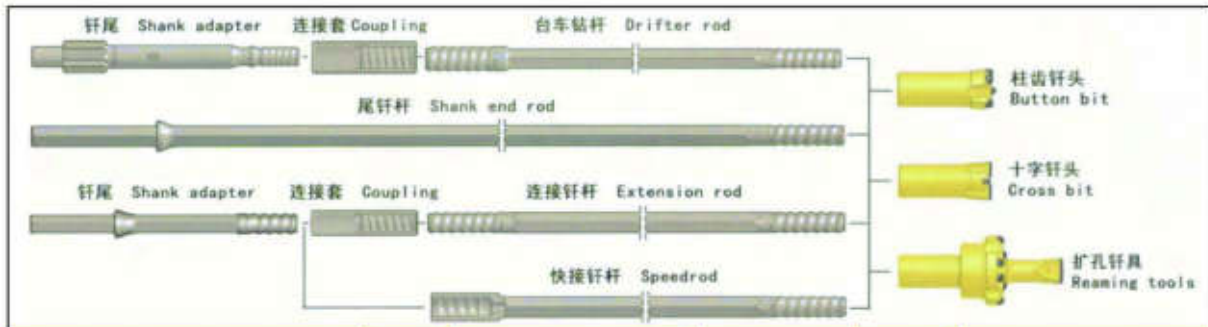 钎尾 Shank adapter 连接套 Coupling 台车钻杆 Drifter rod
柱齿钎头
Button bit
尾钎杆 Shank end rod
十字钎头
Cross bit
钎尾 Shank adapter 连接套 Coupling 连接钎杆 Extension rod
扩孔钎具
Reaming tools
快接钎杆 Speedrod